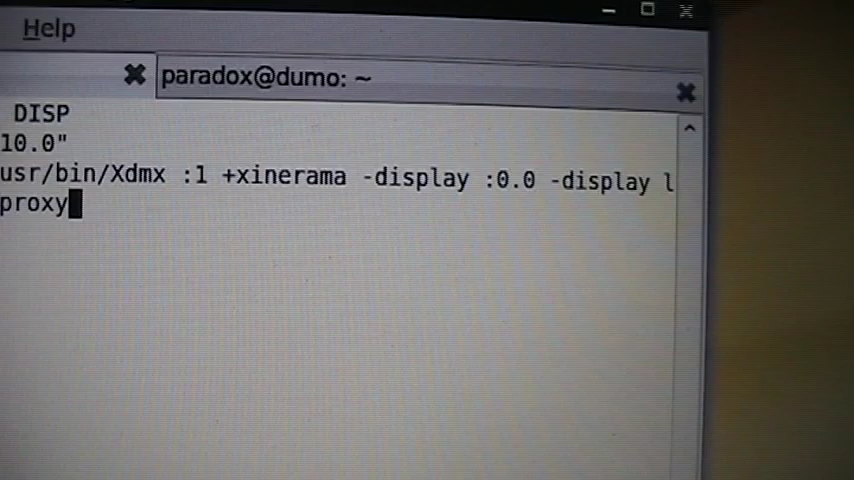 Help
paradox@dumo: ~
DISP
10.0"
usr/bin/Xdmx :1 +xinerama -display :0.0 -display l
proxy